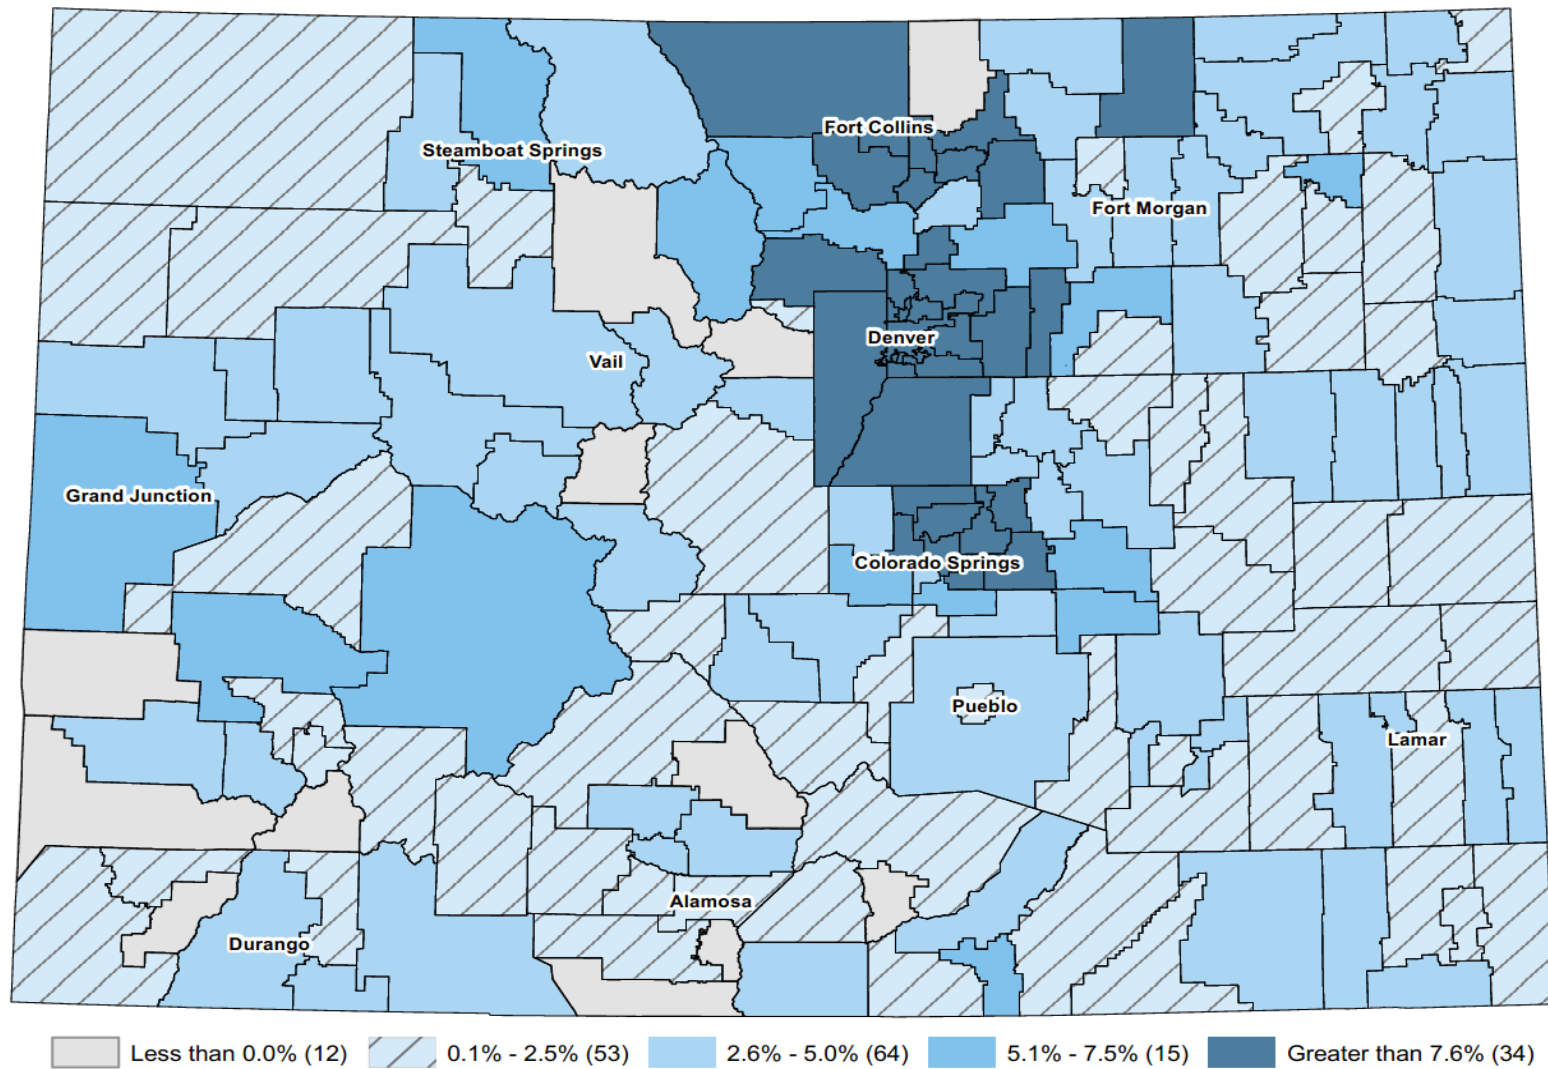 Fort Collins
Steamboat Springs
Fort Morgan
Denver
Vail
Grand Junction
Colorado Springs
Pueblo
Lamar
Alamosa
Durango
Less than 0.0% (12) 0.1% - 2.5% (53) 2.6% - 5.0% (64) 5.1% - 7.5% (15) Greater than 7.6% (34)